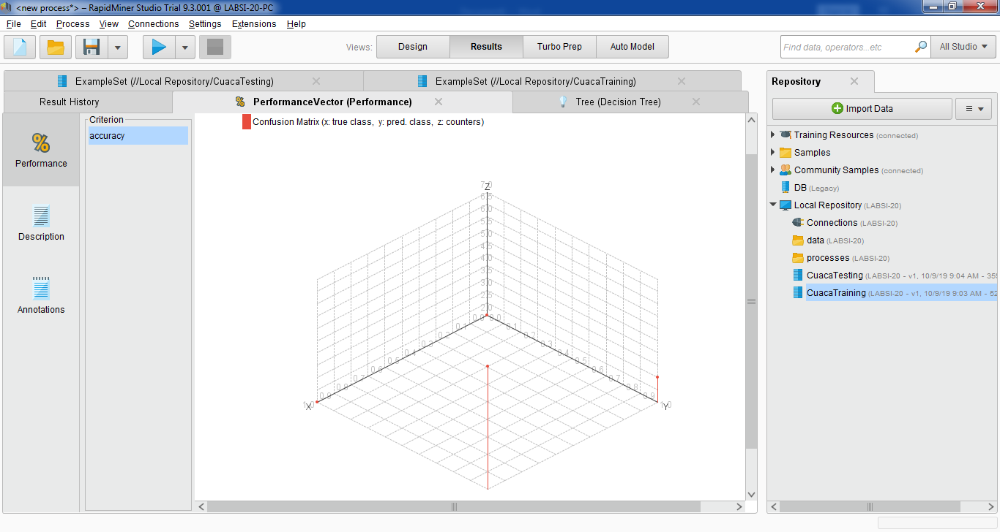 <new process*> – RapidMiner Studio Trial 9.3.001 @ LABSI-20-PC
File Edit Process View Connections Settings Extensions Help
Views: Design Results Turbo Prep Auto Model
Find data, operators...etc All Studio
ExampleSet (//Local Repository/CuacaTesting) ExampleSet (//Local Repository/CuacaTraining)
Result History PerformanceVector (Performance) Tree (Decision Tree)
Performance
Description
Annotations
Criterion
accuracy
Confusion Matrix (x: true class, y: pred. class, z: counters)
Z
X
Y
Repository
Import Data
Training Resources (connected)
Samples
Community Samples (connected)
DB (Legacy)
Local Repository (LABSI-20)
Connections (LABSI-20)
data (LABSI-20)
processes (LABSI-20)
CuacaTesting (LABSI-20 - v1, 10/9/19 9:04 AM - 35
CuacaTraining (LABSI-20 - v1, 10/9/19 9:03 AM - 52